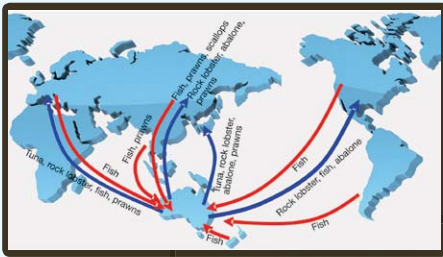 Fish, prawns, scallops
Rock lobster, abalone,
prawns
Fish, prawns
Tuna, rock lobster, fish, prawns
Fish
Tuna, rock lobster,
abalone, prawns
Fish
Rock lobster, fish, abalone
Fish
Fish